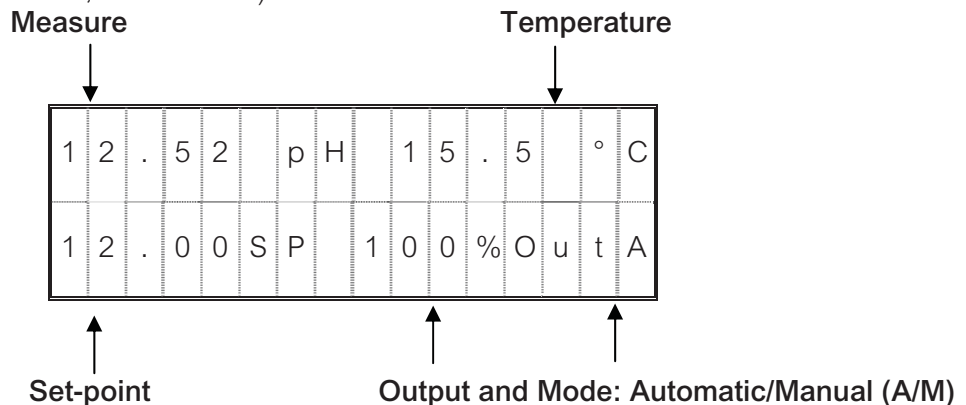 Measure Temperature
12.52 pH 15.5 °C
12.00SP 100%OutA
Set-point Output and Mode: Automatic/Manual (A/M)